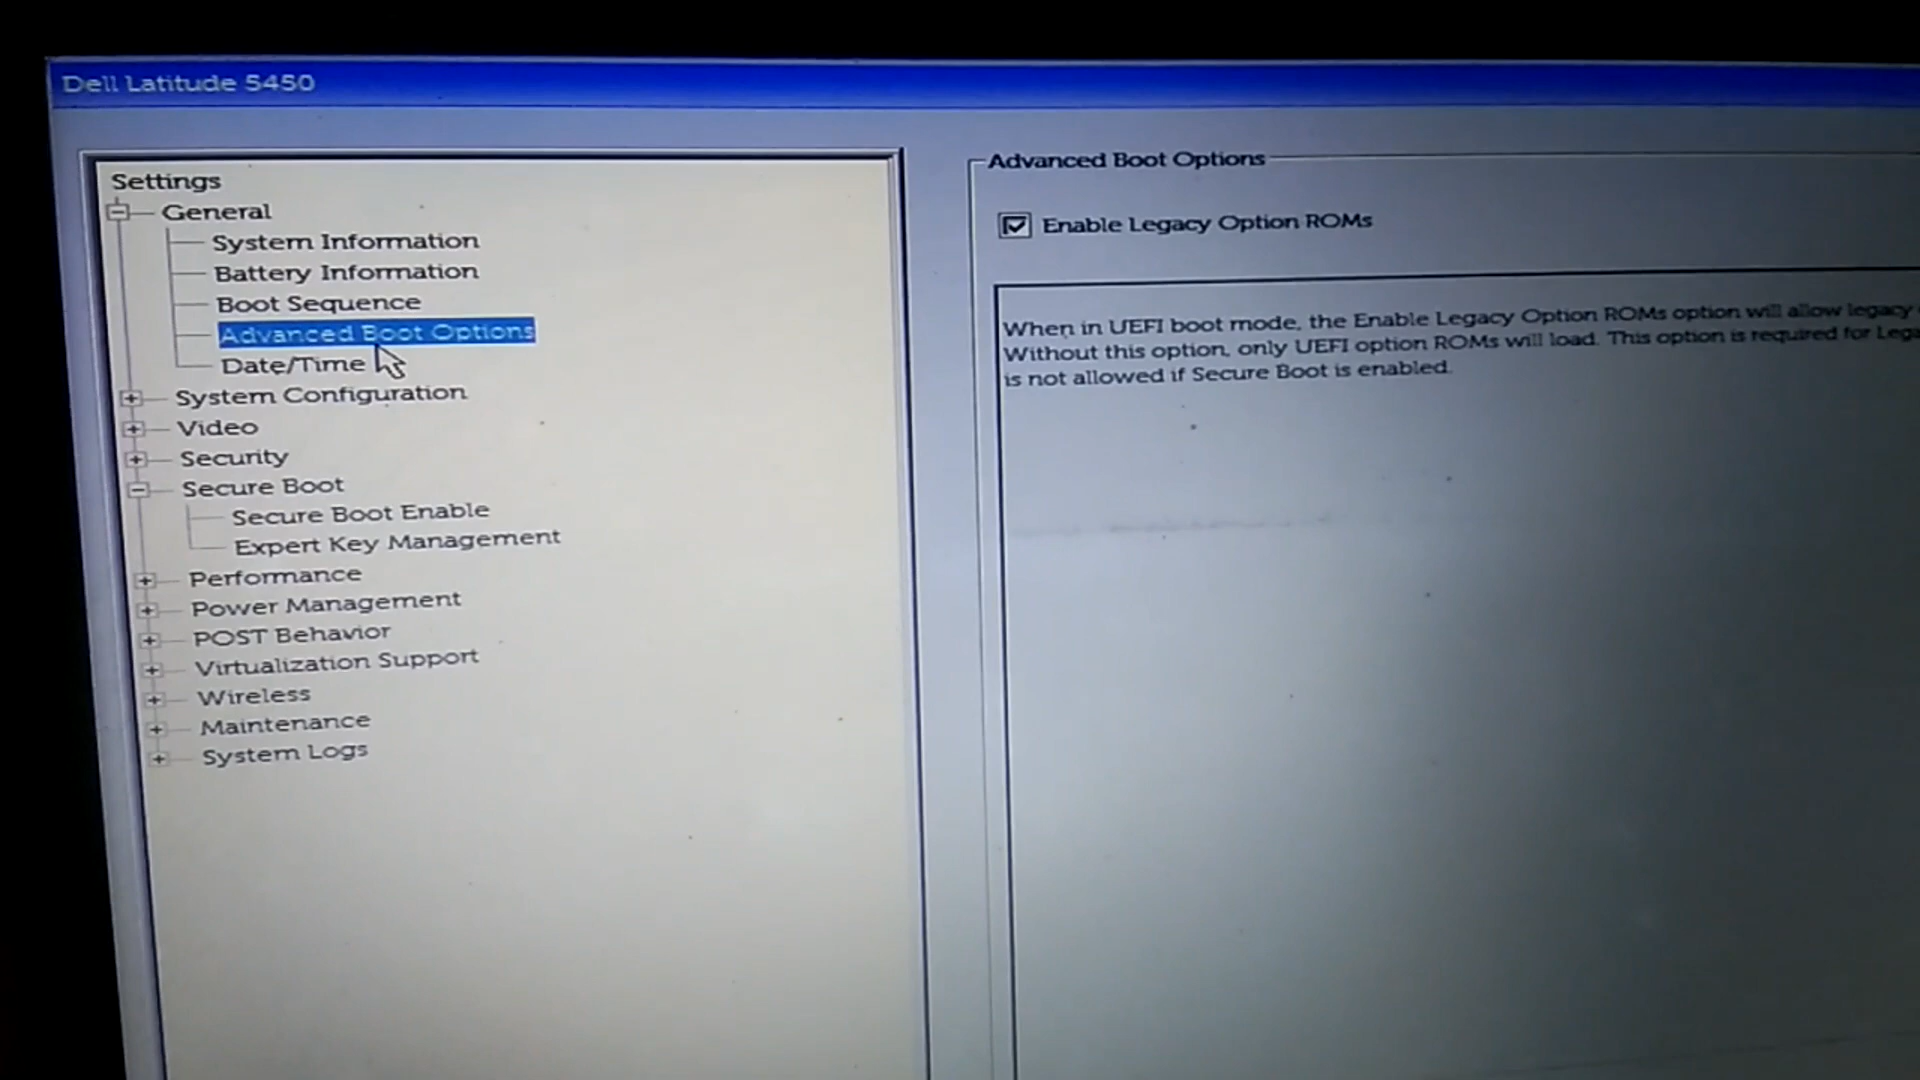 Dell Latitude 5450
Settings
General
System Information
Battery Information
Boot Sequence
Advanced Boot Options
Date/Time
System Configuration
Video
Security
Secure Boot
Secure Boot Enable
Expert Key Management
Performance
Power Management
POST Behavior
Virtualization Support
Wireless
Maintenance
System Logs
Advanced Boot Options
Enable Legacy Option ROMs
When in UEFI boot mode, the Enable Legacy Option ROMs option will allow legacy
Without this option, only UEFI option ROMs will load. This option is required for
is not allowed if Secure Boot is enabled.